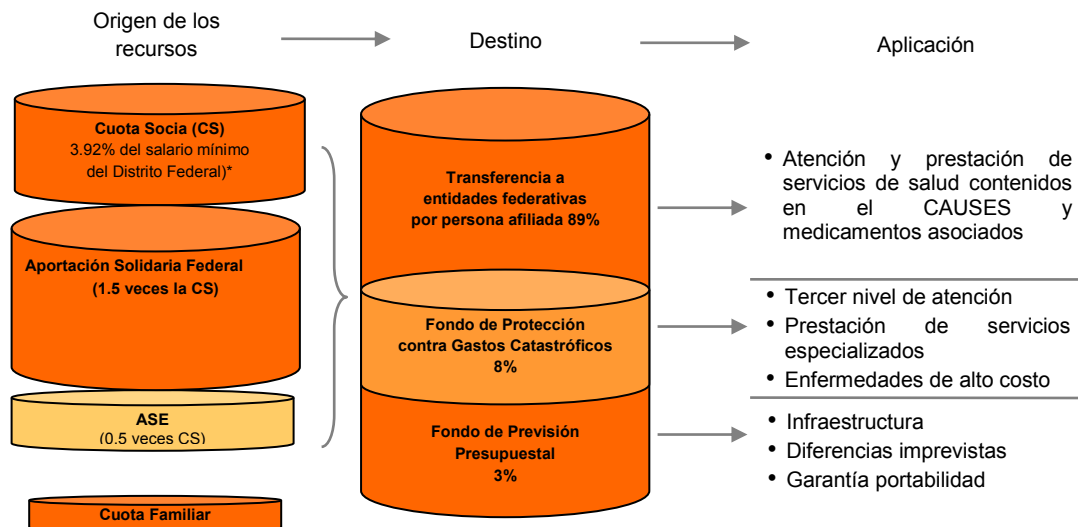 Origen de los
recursos
Destino
Aplicación
Cuota Socia (CS)
3.92% del salario mínimo
del Distrito Federal)*
Aportación Solidaria Federal
(1.5 veces la CS)
ASE
(0.5 veces CS)
Cuota Familiar
Transferencia a
entidades federativas
por persona afiliada 89%
Fondo de Protección
contra Gastos Catastróficos
8%
Fondo de Previsión
Presupuestal
3%
• Atención y prestación de
servicios de salud contenidos
en el CAUSES y
medicamentos asociados
• Tercer nivel de atención
• Prestación de servicios
especializados
• Enfermedades de alto costo
• Infraestructura
• Diferencias imprevistas
• Garantía portabilidad